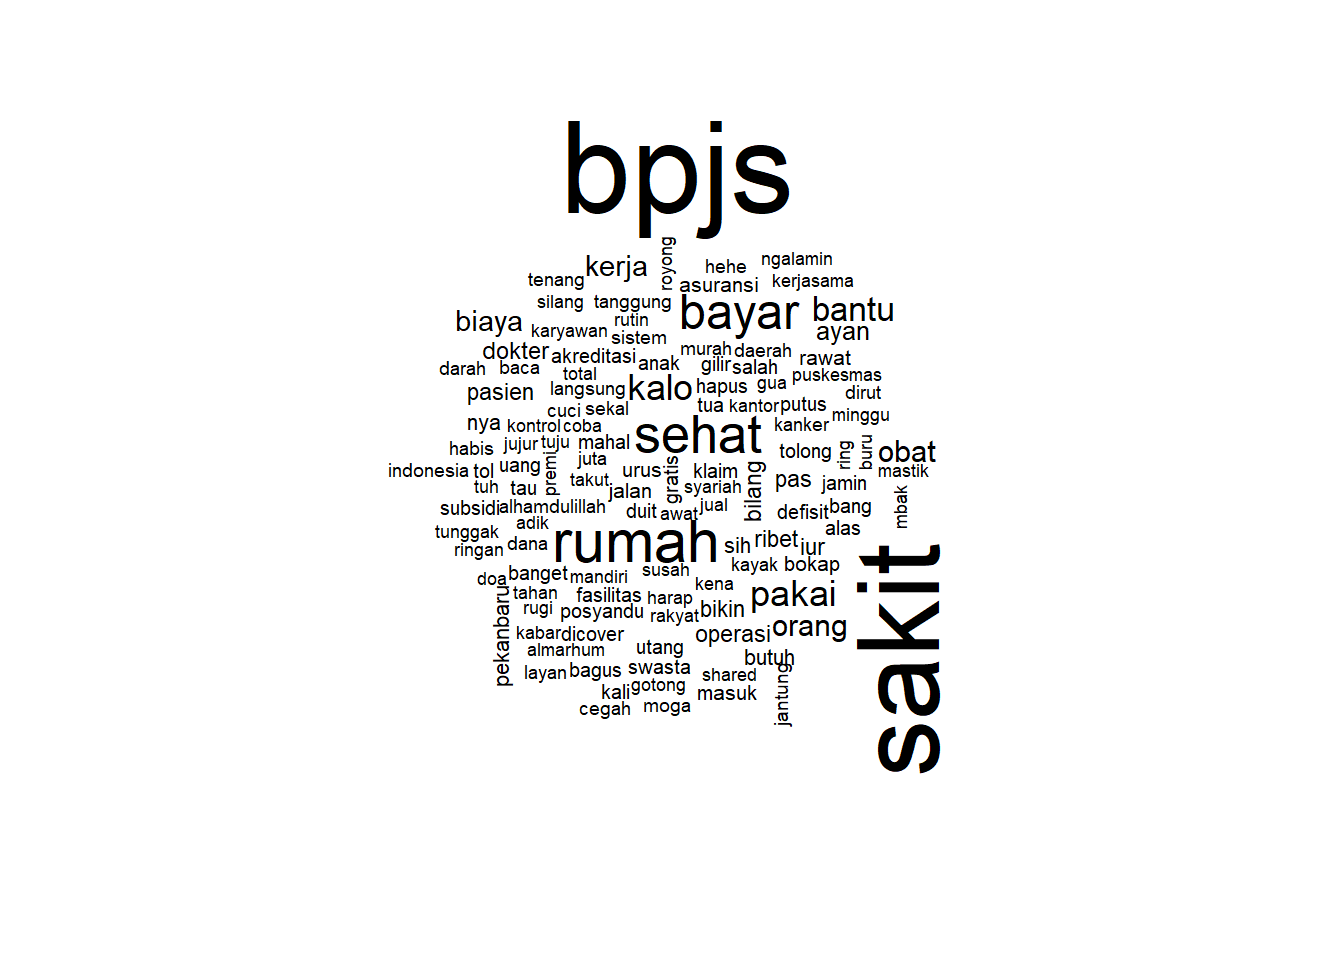 bpjs
royong
kerja
hehe
ngalamin
tenang
asuransi
kerjasama
silang
tanggung
bayar
bantu
biaya
karyawan
rutin
sistem
ayan
dokter
akreditasi
anak
murah
daerah
rawat
darah
baca
total
gilir
salah
puskesmas
pasien
langsung
kalo
hapus
gua
dirut
cuci
sekal
tua
kantor
putus
minggu
nya
kontrol
coba
sehat
kanker
habis
jujur
tuju
mahal
tolong
ring
buru
obat
indonesia
tol
uang
premi
juta
urus
gratis
klaim
bilang
pas
jamin
mastik
tuh
tau
takut
jalan
syariah
mbak
subsidi
alhamdulillah
duit
awat
jual
defisit
bang
tunggak
adik
rumah
alas
ringan
dana
sih
ribet
iur
sakit
doa
banget
mandiri
susah
kayak
bokap
tahan
fasilitas
harap
kena
pakai
pekanbaru
rugi
posyandu
rakyat
bikin
orang
kabar
dicover
operasi
almarhum
utang
butuh
layan
bagus
swasta
shared
jantung
kali
gotong
masuk
cegah
moga